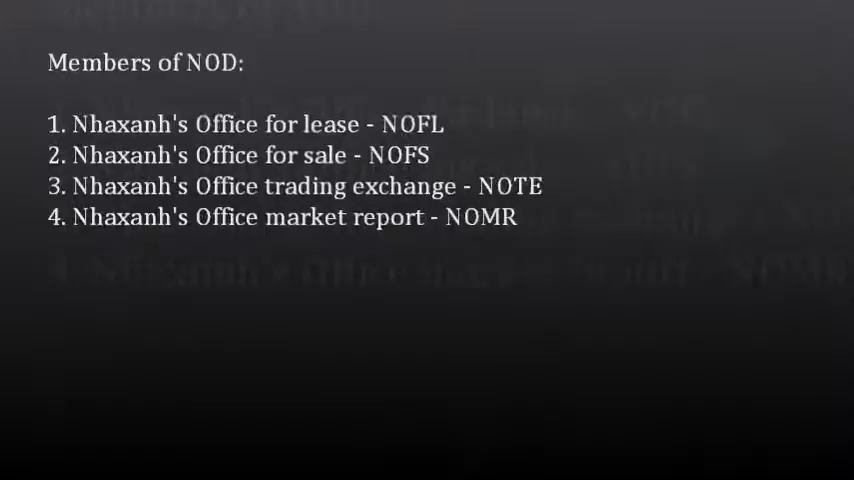 Members of NOD:
1. Nhaxanh's Office for lease - NOFL
2. Nhaxanh's Office for sale - NOFS
3. Nhaxanh's Office trading exchange - NOTE
4. Nhaxanh's Office market report - NOMR